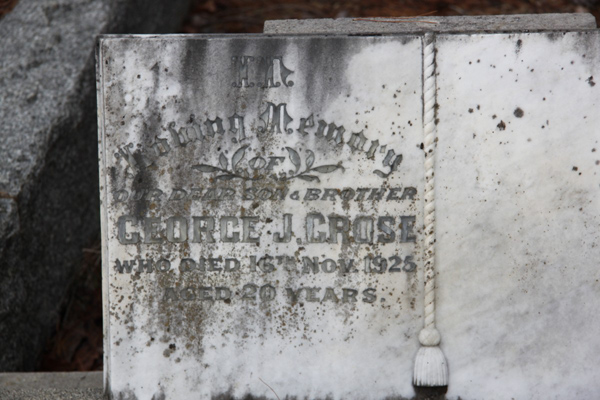 In
Loving Memory
OF
OUR DEAR SON & BROTHER
GEORGE J. CROSE
WHO DIED 16TH NOV. 1925
AGED 20 YEARS.